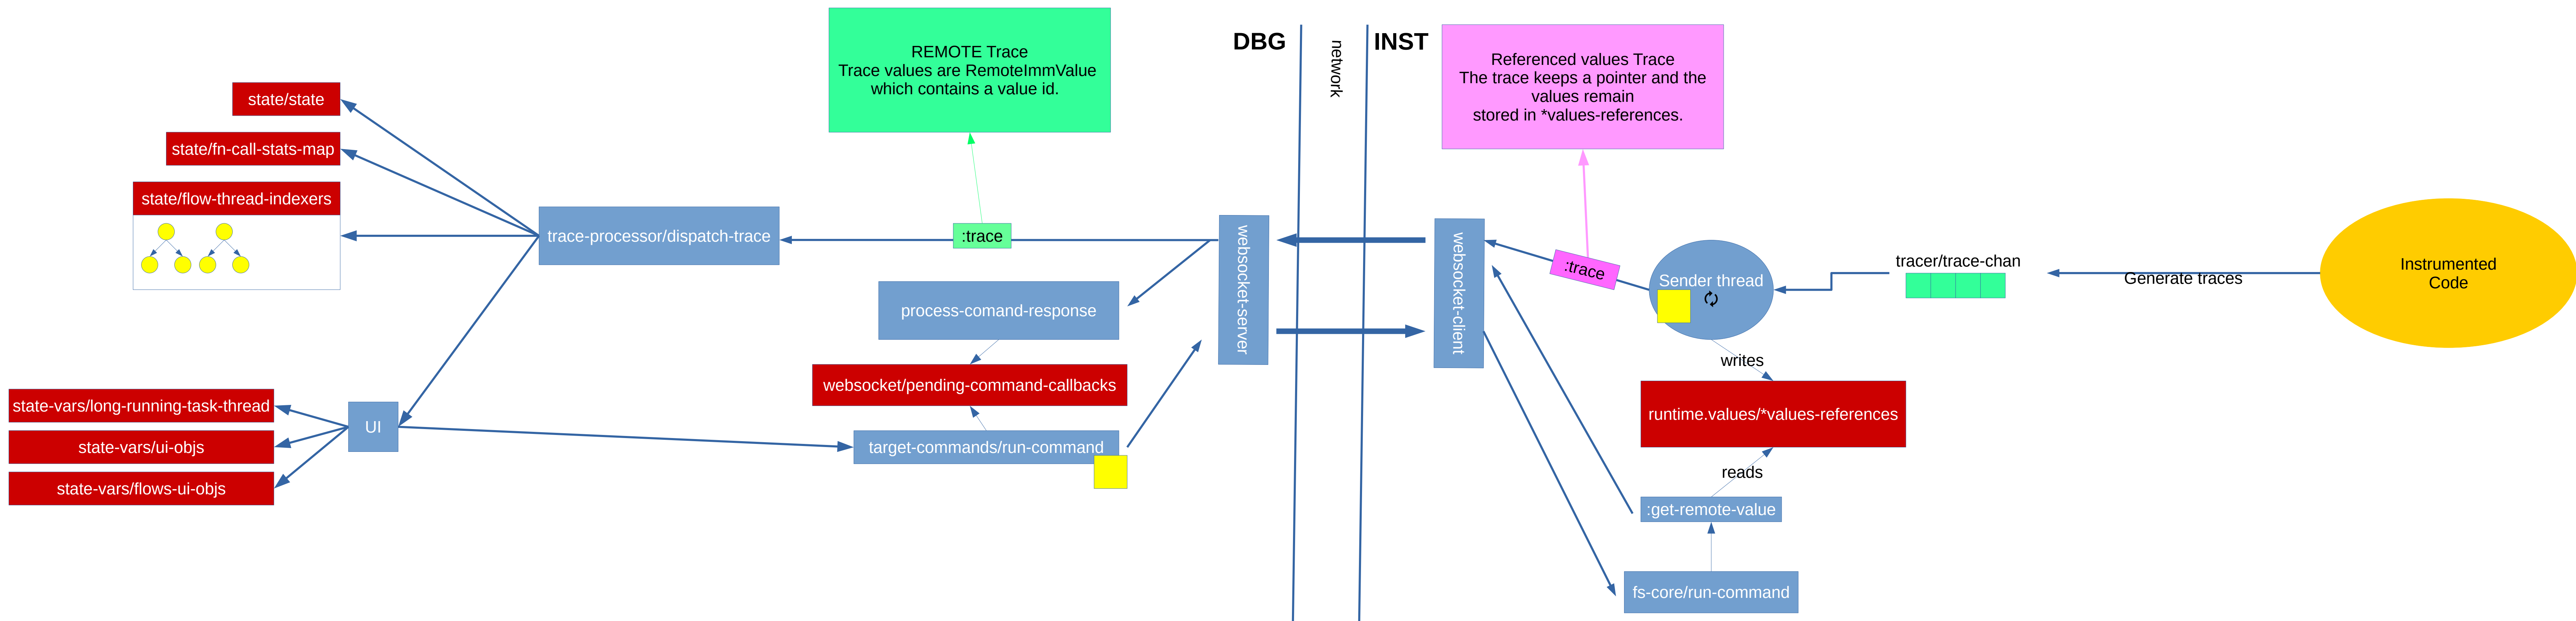 REMOTE Trace
Trace values are RemoteImmValue
which contains a value id.
DBG
network
INST
Referenced values Trace
The trace keeps a pointer and the
values remain
stored in *values-references.
state/state
state/fn-call-stats-map
state/flow-thread-indexers
trace-processor/dispatch-trace
:trace
websocket-server
websocket-client
:trace
Sender thread
tracer/trace-chan
Generate traces
Instrumented
Code
process-comand-response
writes
websocket/pending-command-callbacks
runtime.values/*values-references
state-vars/long-running-task-thread
UI
state-vars/ui-objs
target-commands/run-command
reads
state-vars/flows-ui-objs
:get-remote-value
fs-core/run-command